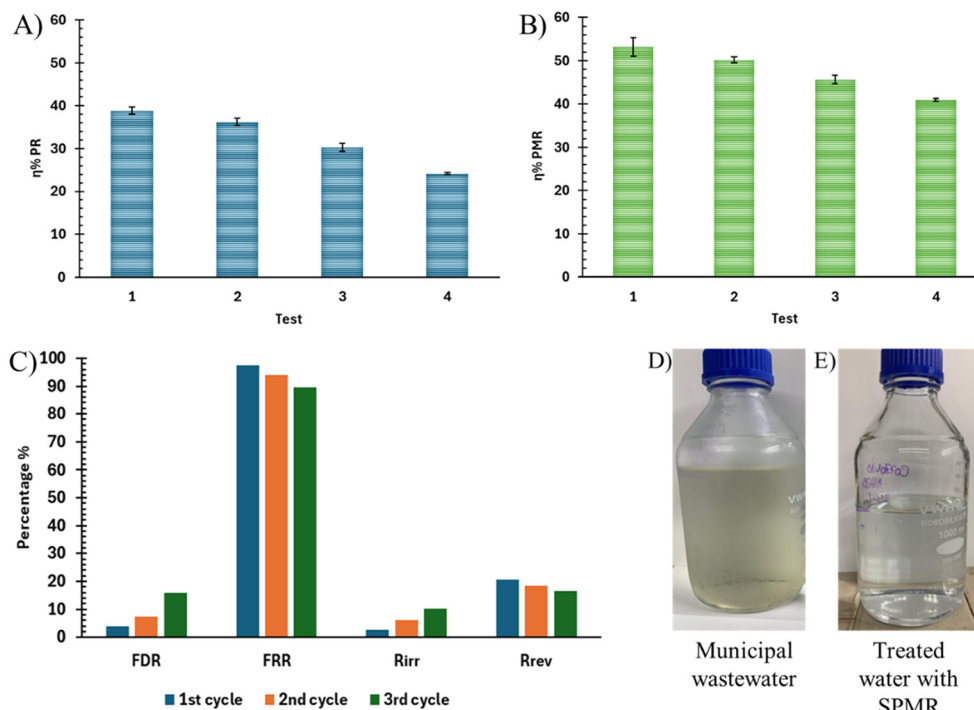 A)
60
50
40
30
20
10
0
η% PR
1 2 3 4
Test
B)
60
50
40
30
20
10
0
η% PMR
1 2 3 4
Test
C)
100
90
80
70
60
50
40
30
20
10
0
Percentage %
FDR FRR Rirr Rrev
1st cycle 2nd cycle 3rd cycle
D)
Municipal
wastewater
E)
1000 ml
Treated
water with
SPMR